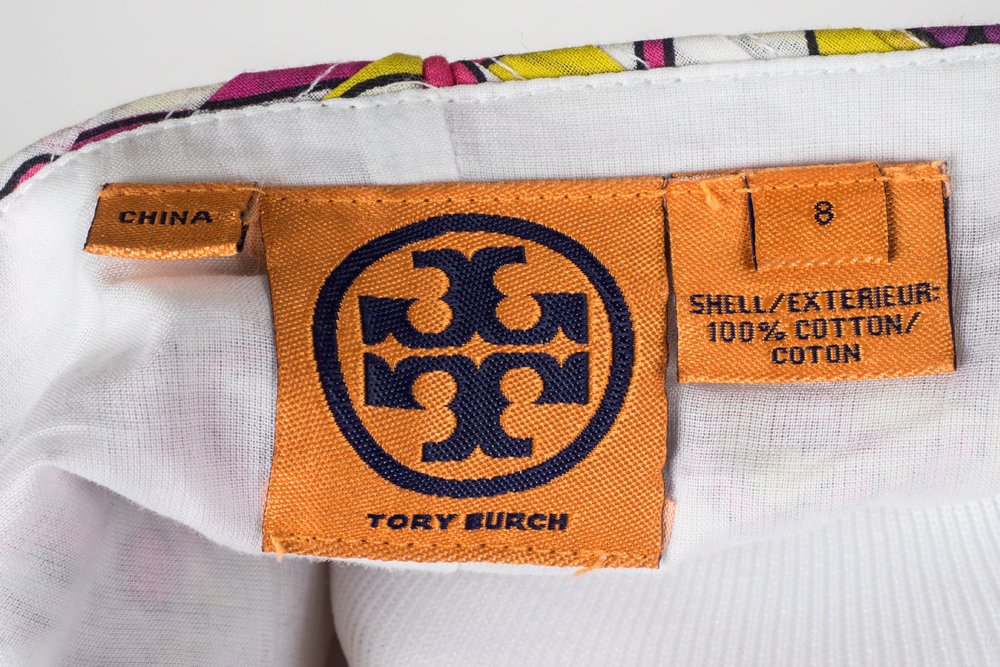 CHINA
TORY BURCH
8
SHELL/EXTERIEUR:
100% COTTON/
COTON